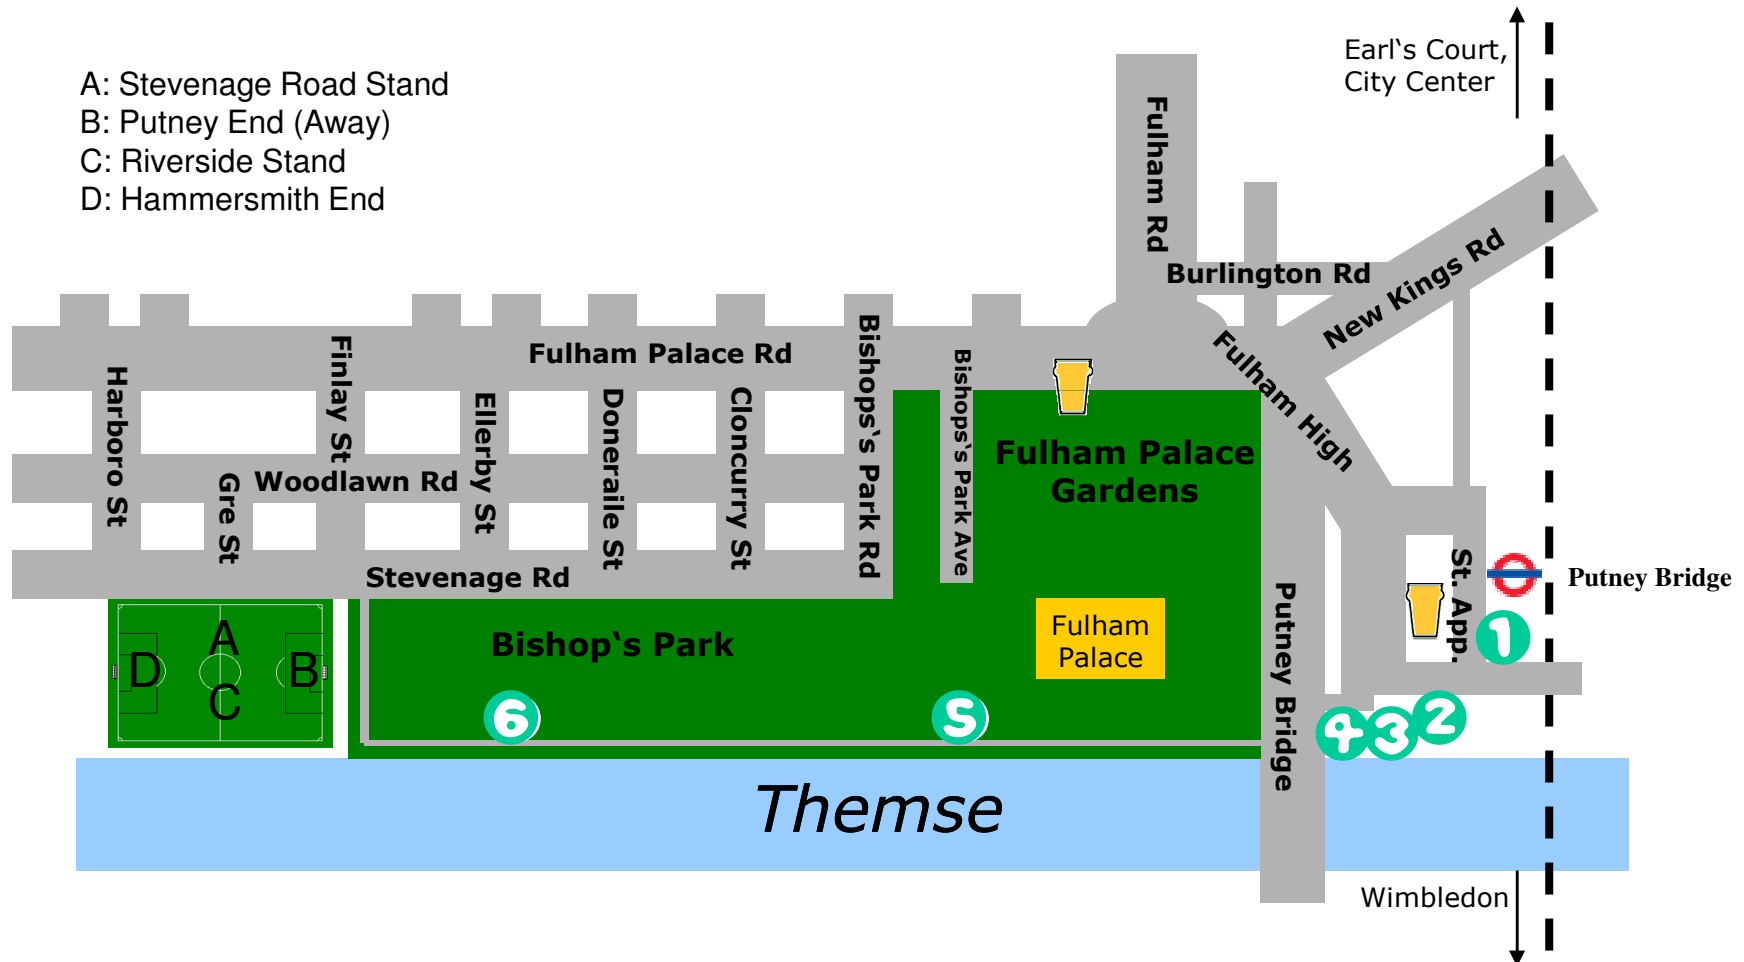 A: Stevenage Road Stand
B: Putney End (Away)
C: Riverside Stand
D: Hammersmith End
Earl‘s Court,
City Center
Fulham Rd
Burlington Rd
New Kings Rd
Fulham High
Fulham Palace Rd
Harboro St
Finlay St
Gre St
Woodlawn Rd
Ellerby St
Doneraile St
Cloncurry St
Bishops‘s Park Rd
Bishops‘s Park Ave
Fulham Palace
Gardens
Stevenage Rd
St. App.
Putney Bridge
Putney Bridge
Fulham
Palace
Bishop‘s Park
A
D
B
C
1
2
3
4
5
6
Themse
Wimbledon